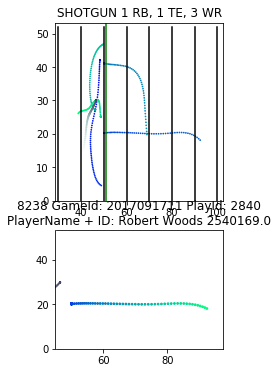 SHOTGUN 1 RB, 1 TE, 3 WR
50
40
30
20
10
0
40 60 80 100
8238 GameId: 2017091711 PlayId: 2840
PlayerName + ID: Robert Woods 2540169.0
40
20
0
60 80